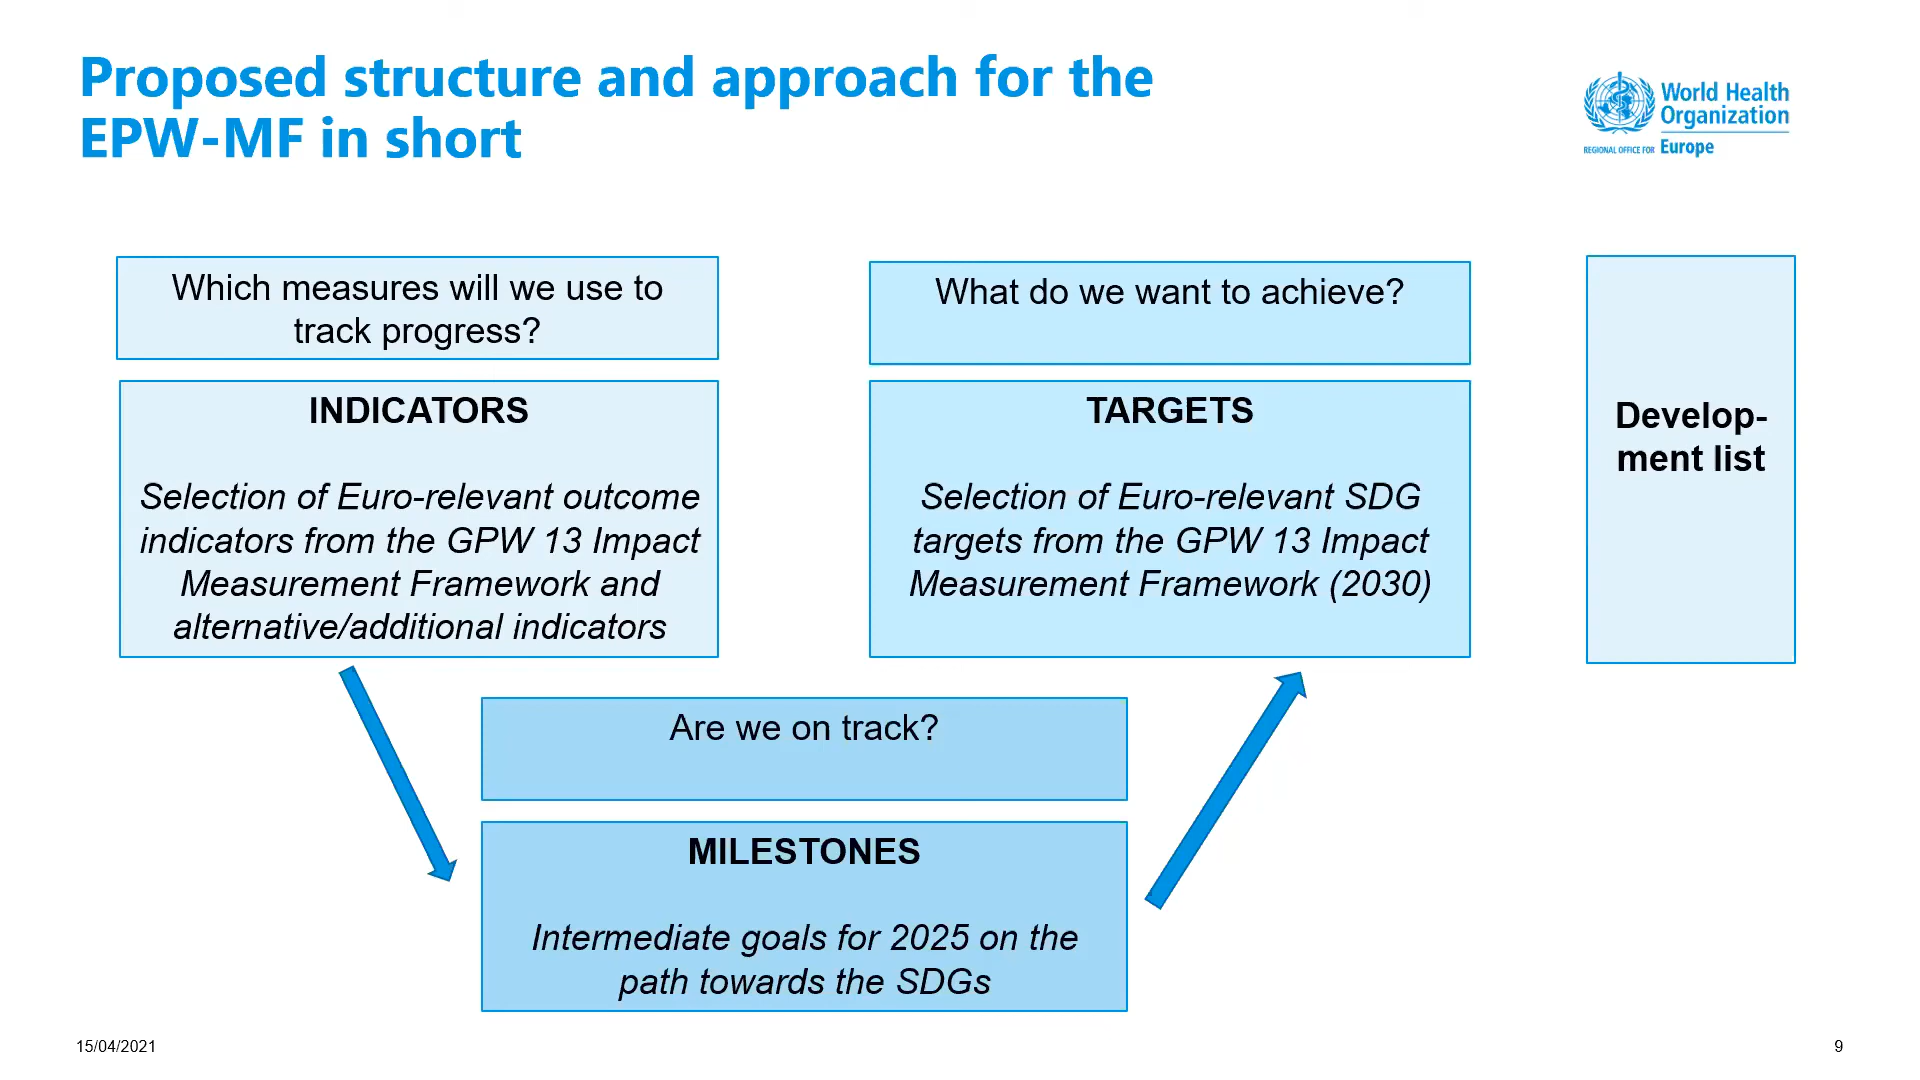 Proposed structure and approach for the
EPW-MF in short
World Health
Organization
REGIONAL OFFICE FOR Europe
Which measures will we use to
track progress?
INDICATORS
Selection of Euro-relevant outcome
indicators from the GPW 13 Impact
Measurement Framework and
alternative/additional indicators
What do we want to achieve?
TARGETS
Selection of Euro-relevant SDG
targets from the GPW 13 Impact
Measurement Framework (2030)
Develop-
ment list
Are we on track?
MILESTONES
Intermediate goals for 2025 on the
path towards the SDGs
15/04/2021
9